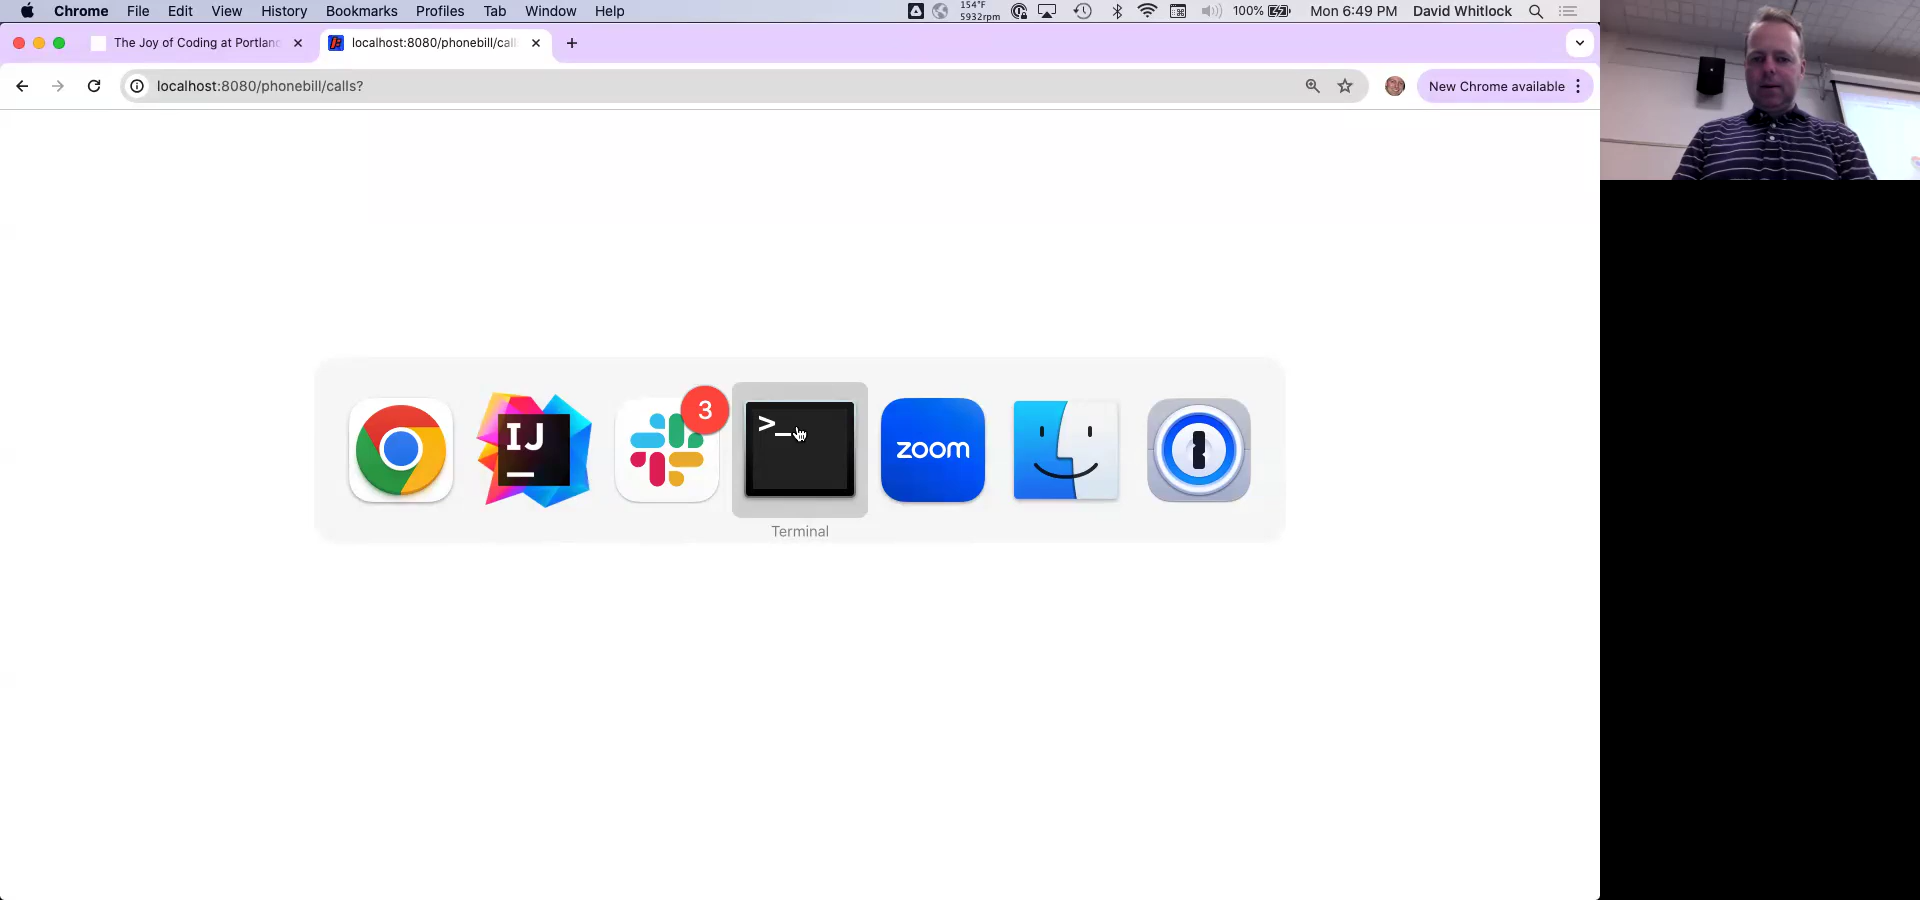 Chrome File Edit View History Bookmarks Profiles Tab Window Help 154°F 5932rpm 100% Mon 6:49 PM David Whitlock
The Joy of Coding at Portlan
localhost:8080/phonebill/call
localhost:8080/phonebill/calls?
New Chrome available
IJ
3
>_
zoom
Terminal